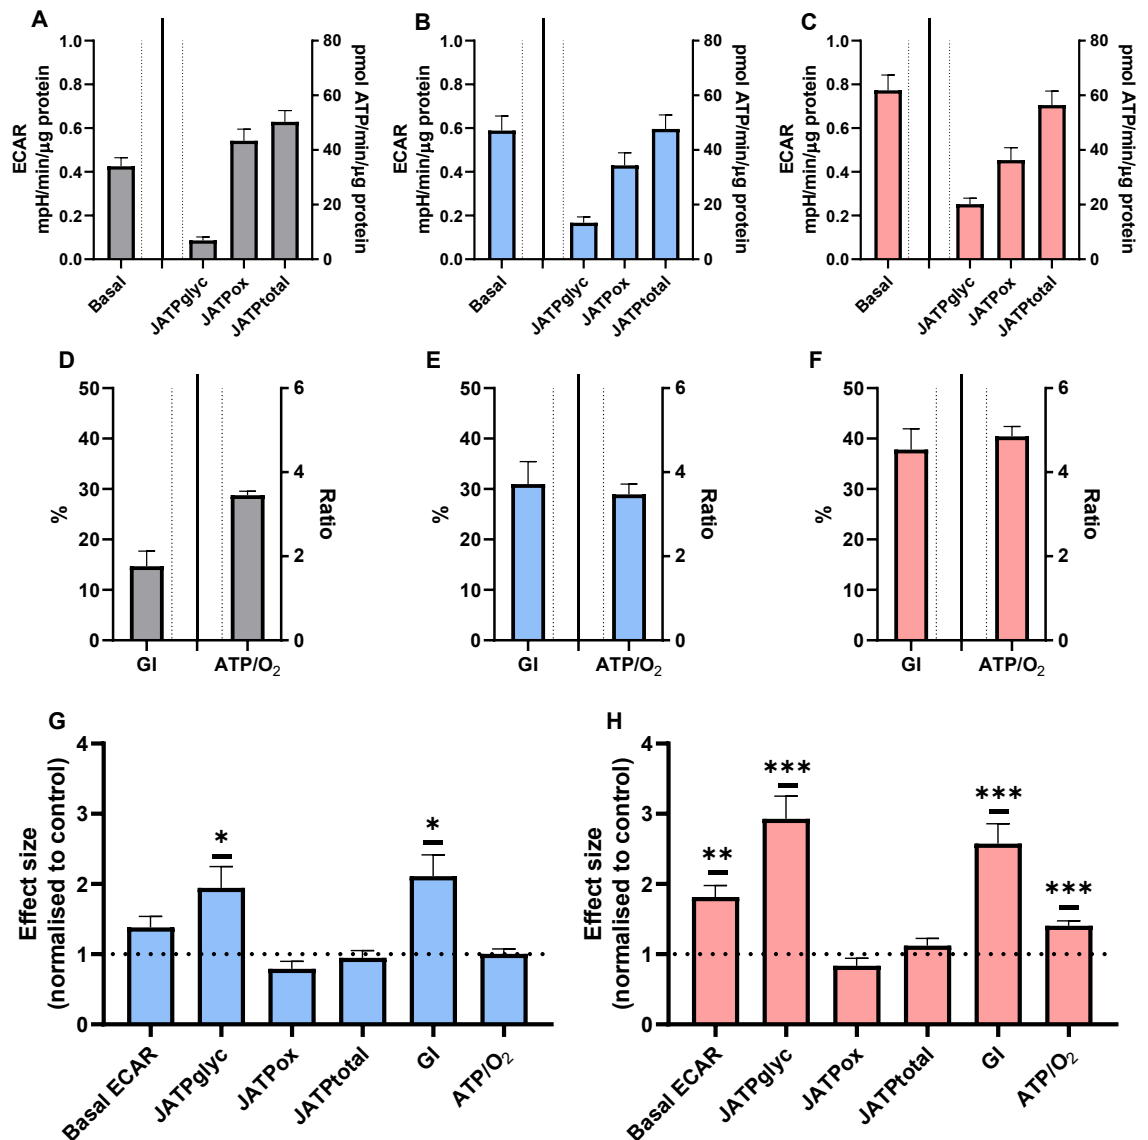 A
ECAR
mpH/min/µg protein
1.0
0.8
0.6
0.4
0.2
0.0
80
60
40
20
0
pmol ATP/min/µg protein
Basal
JATPglyc
JATPox
JATPtotal
B
ECAR
mpH/min/µg protein
1.0
0.8
0.6
0.4
0.2
0.0
80
60
40
20
0
pmol ATP/min/µg protein
Basal
JATPglyc
JATPox
JATPtotal
C
ECAR
mpH/min/µg protein
1.0
0.8
0.6
0.4
0.2
0.0
80
60
40
20
0
pmol ATP/min/µg protein
Basal
JATPglyc
JATPox
JATPtotal
D
%
50
40
30
20
10
0
6
4
2
0
Ratio
GI
ATP/O₂
E
%
50
40
30
20
10
0
6
4
2
0
Ratio
GI
ATP/O₂
F
%
50
40
30
20
10
0
6
4
2
0
Ratio
GI
ATP/O₂
G
Effect size
(normalised to control)
4
3
2
1
0
*
*
Basal ECAR
JATPglyc
JATPox
JATPtotal
GI
ATP/O₂
H
Effect size
(normalised to control)
4
3
2
1
0
**
***
***
***
Basal ECAR
JATPglyc
JATPox
JATPtotal
GI
ATP/O₂